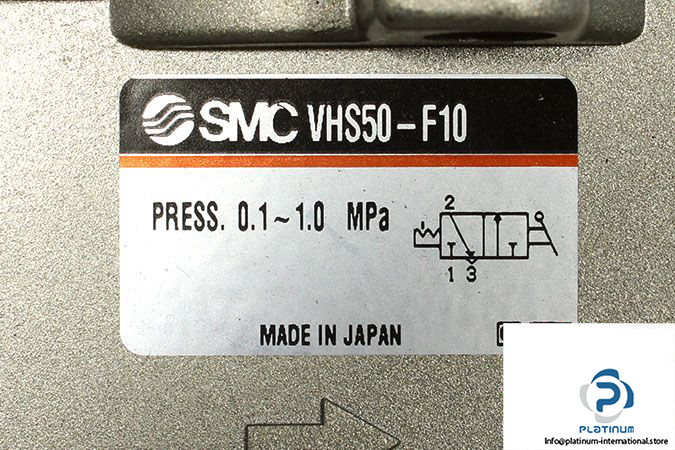 SMC VHS50-F10
PRESS. 0.1~1.0 MPa
2
1 3
MADE IN JAPAN
PLATINUM
Info@platinum-international.store